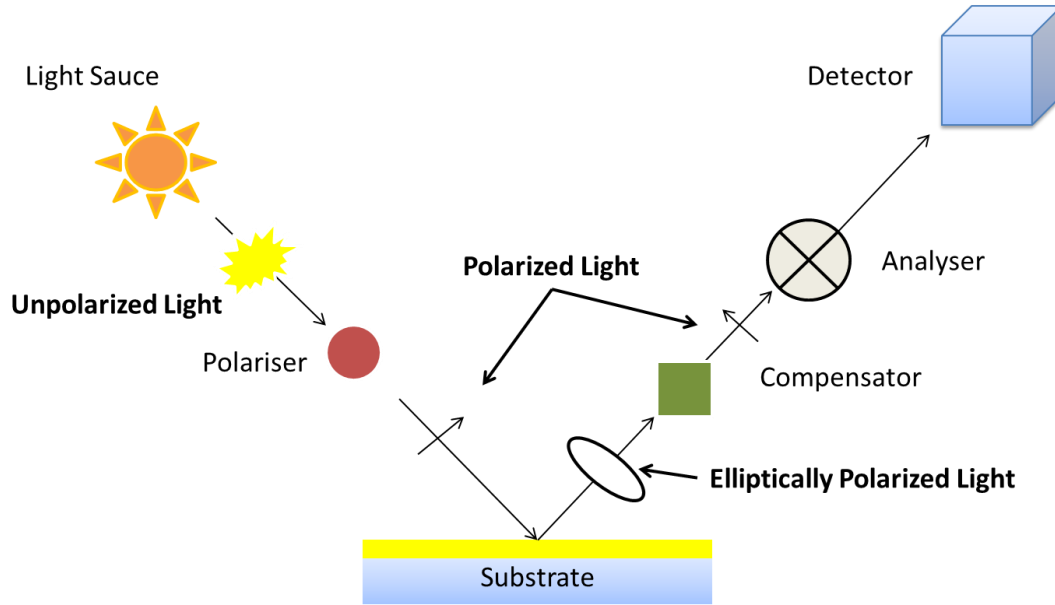 Light Sauce
Detector
Polarized Light
Analyser
Unpolarized Light
Polariser
Compensator
Elliptically Polarized Light
Substrate